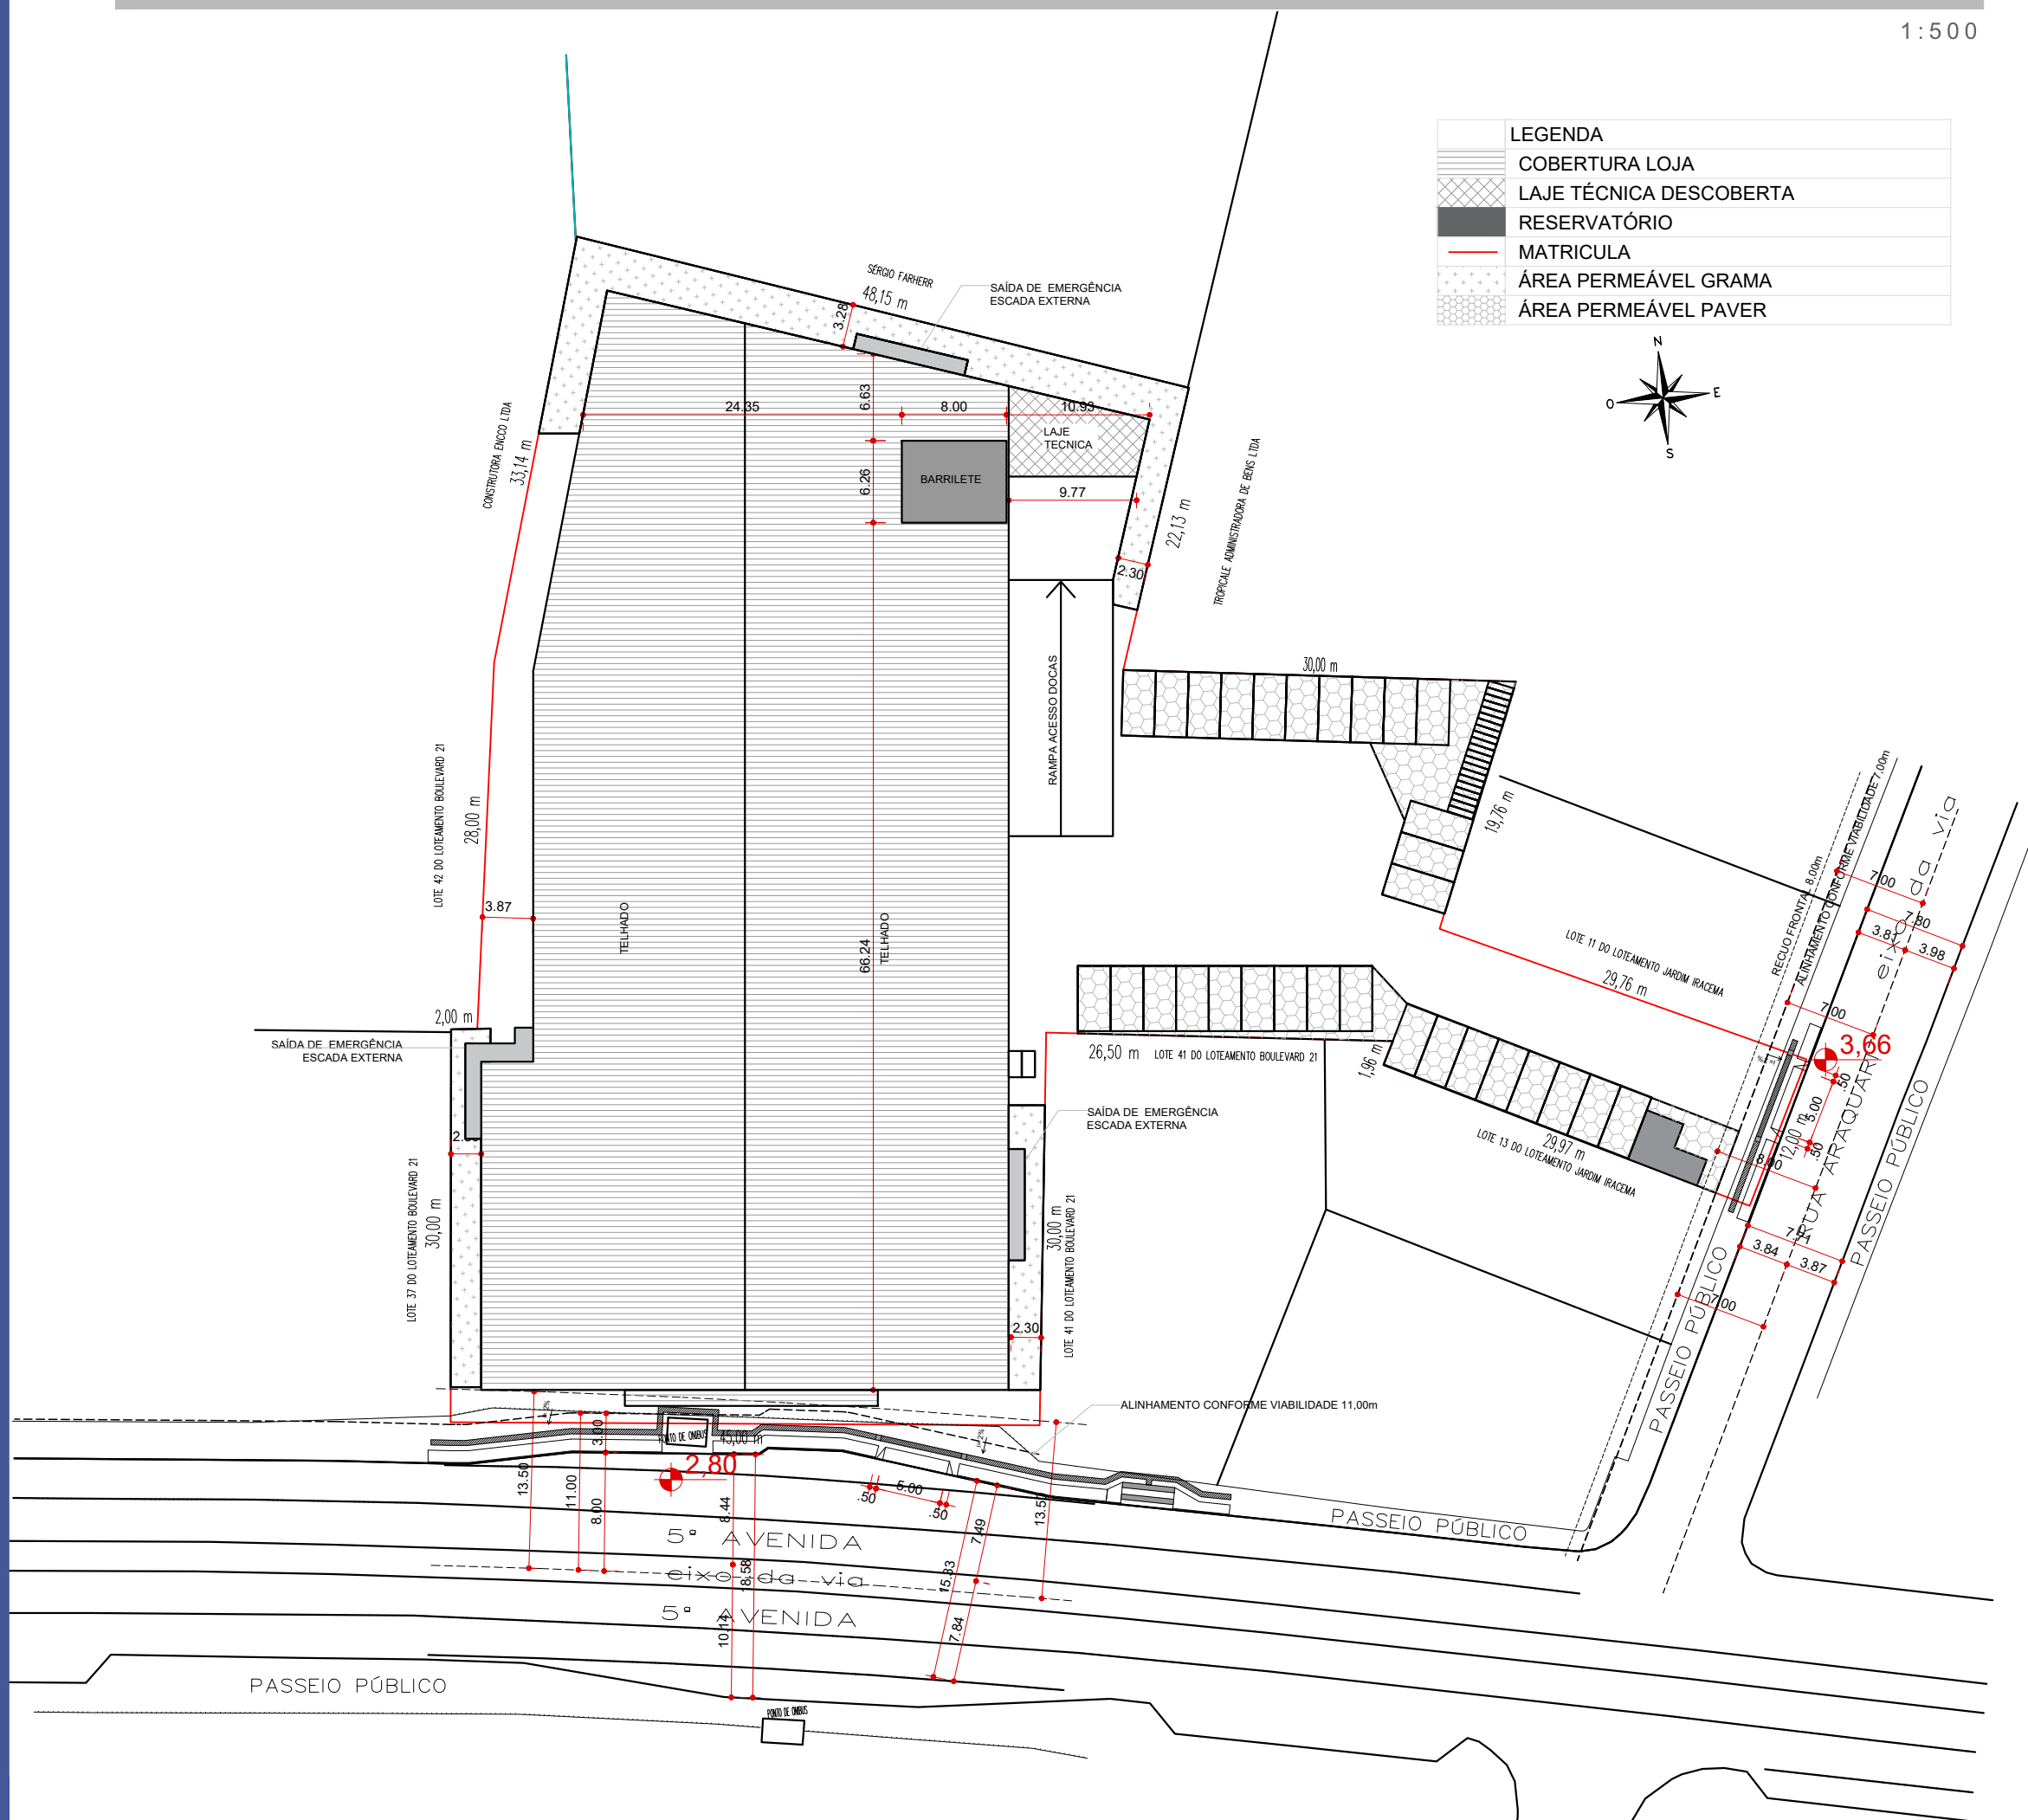 1:500
LEGENDA
COBERTURA LOJA
LAJE TÉCNICA DESCOBERTA
RESERVATÓRIO
MATRICULA
ÁREA PERMEÁVEL GRAMA
ÁREA PERMEÁVEL PAVER
N
O
E
S
SÉRGIO FARHERR
48,15 m
SAÍDA DE EMERGÊNCIA
ESCADA EXTERNA
3.28
6.63
24.35
8.00
10.93
LAJE
TECNICA
BARRILETE
6.26
9.77
CONSTRUTORA ENCCO LTDA
33,14 m
22,13 m
TROPICALE ADMINISTRADORA DE BENS LTDA
2.30
RAMPA ACESSO DOCAS
30,00 m
19,76 m
LOTE 42 DO LOTEAMENTO BOULEVARD 21
28,00 m
3.87
TELHADO
66.24
TELHADO
RECUO FRONTAL 8.00m
ALINHAMENTO CONFORME VIABILIDADE 7.00m
eixo da via
7.00
7.80
3.81
3.98
LOTE 11 DO LOTEAMENTO JARDIM IRACEMA
29,76 m
7.00
3,66
2,00 m
SAÍDA DE EMERGÊNCIA
ESCADA EXTERNA
26,50 m
LOTE 41 DO LOTEAMENTO BOULEVARD 21
1,96 m
.50
5.00
.50
12,00 m
SAÍDA DE EMERGÊNCIA
ESCADA EXTERNA
29,97 m
LOTE 13 DO LOTEAMENTO JARDIM IRACEMA
8.00
RUA ARAQUARI
PASSEIO PÚBLICO
LOTE 37 DO LOTEAMENTO BOULEVARD 21
30,00 m
30,00 m
LOTE 41 DO LOTEAMENTO BOULEVARD 21
2.30
3.84
3.87
7.00
PASSEIO PÚBLICO
ALINHAMENTO CONFORME VIABILIDADE 11,00m
PONTO DE ONIBUS
45,00 m
2,80
3.00
13.50
11.00
8.00
8.44
18.58
10.14
.50
5.00
.50
13.50
7.49
15.33
7.84
5ª AVENIDA
eixo da via
5ª AVENIDA
PASSEIO PÚBLICO
PASSEIO PÚBLICO
PONTO DE ONIBUS